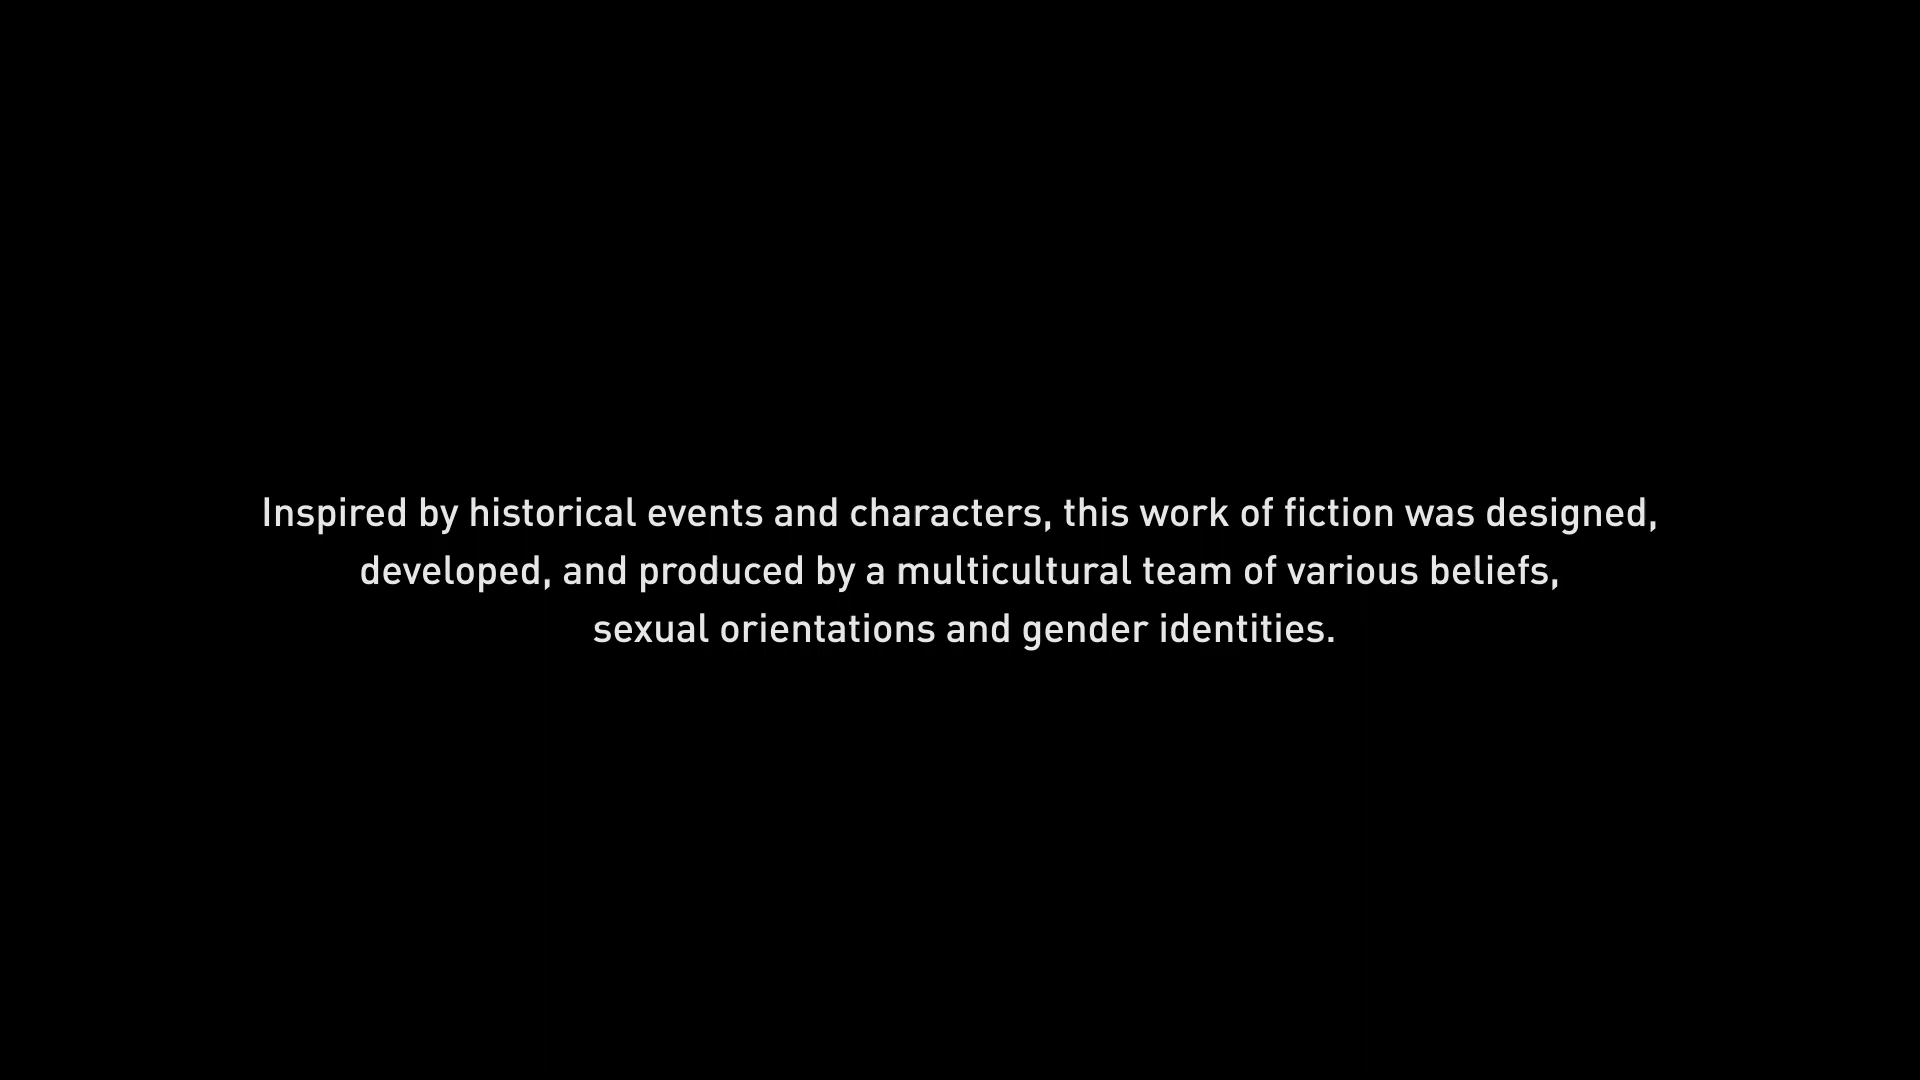 Inspired by historical events and characters, this work of fiction was designed,
developed, and produced by a multicultural team of various beliefs,
sexual orientations and gender identities.